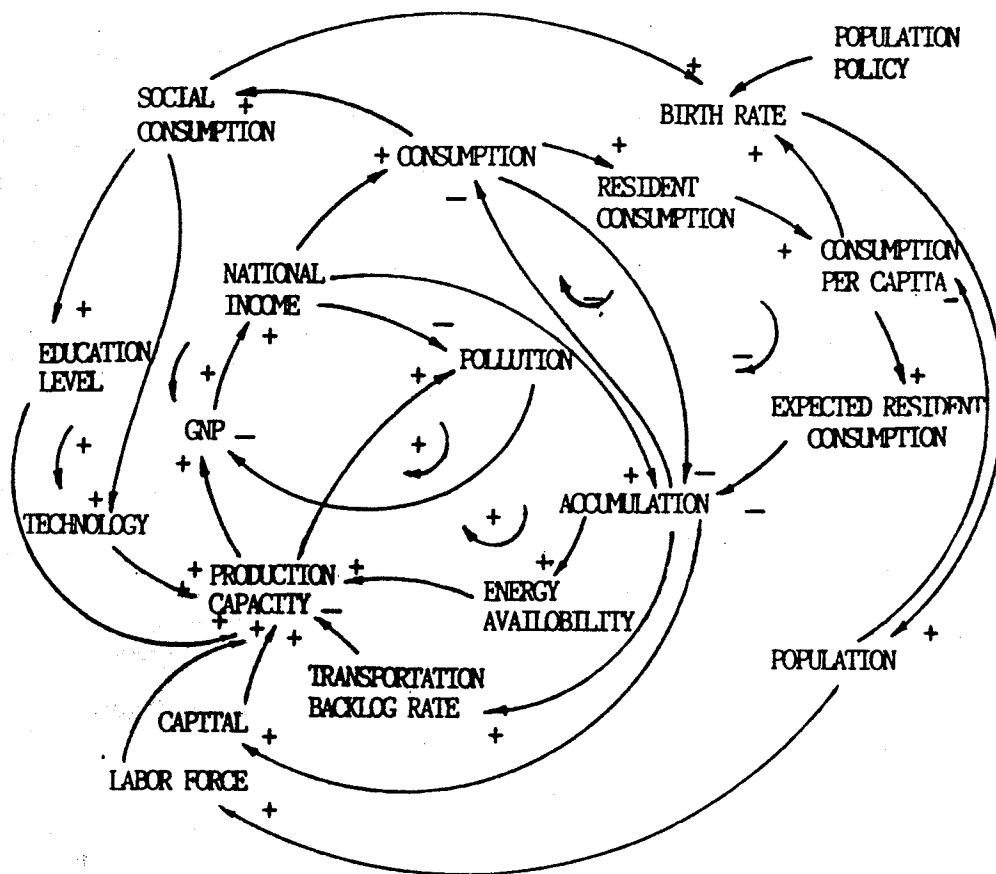 POPULATION
POLICY
+
SOCIAL
CONSUMPTION
+
BIRTH RATE
+
+ CONSUMPTION
+
−
RESIDENT
CONSUMPTION
+
CONSUMPTION
PER CAPITA
−
NATIONAL
INCOME
+
−
−
−
POLLUTION
+
+
EDUCATION
LEVEL
+
+
EXPECTED RESIDENT
CONSUMPTION
+
GNP −
+
+
+
TECHNOLOGY
+
ACCUMULATION
+
−
−
+
PRODUCTION
CAPACITY
+
+
+
−
+
+
+
ENERGY
AVAILOBILITY
+
POPULATION
+
TRANSPORTATION
BACKLOG RATE
+
CAPITAL
+
LABOR FORCE
+